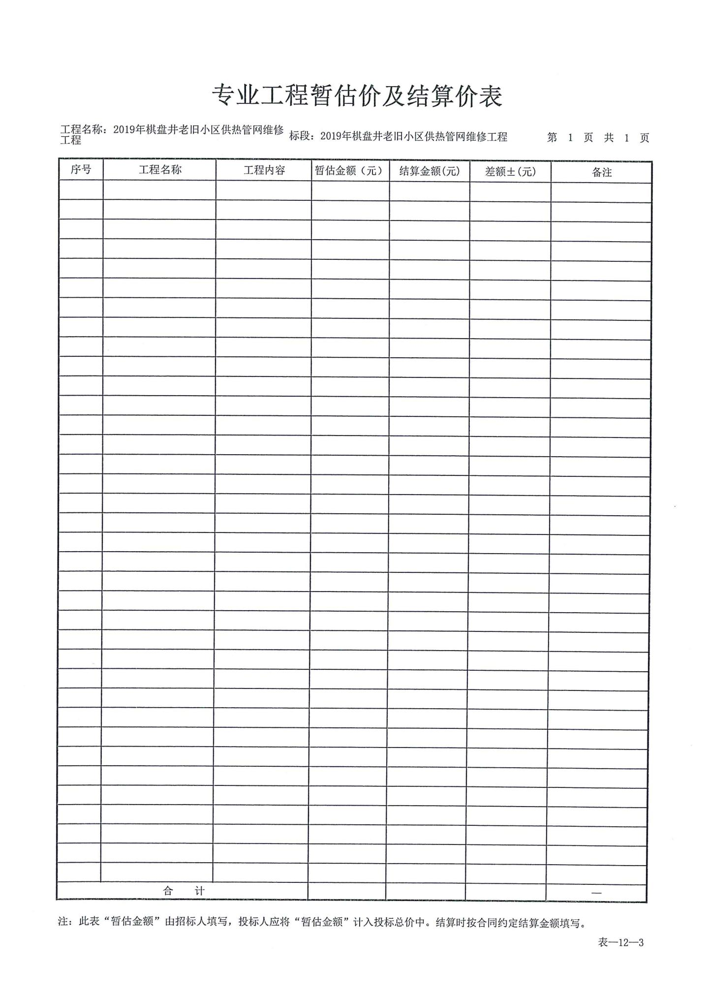 专业工程暂估价及结算价表
工程名称：2019年棋盘井老旧小区供热管网维修
工程
标段：2019年棋盘井老旧小区供热管网维修工程
第 1 页 共 1 页
序号 工程名称 工程内容 暂估金额（元） 结算金额(元) 差额±(元) 备注
合 计 —
注：此表“暂估金额”由招标人填写，投标人应将“暂估金额”计入投标总价中。结算时按合同约定结算金额填写。
表—12—3